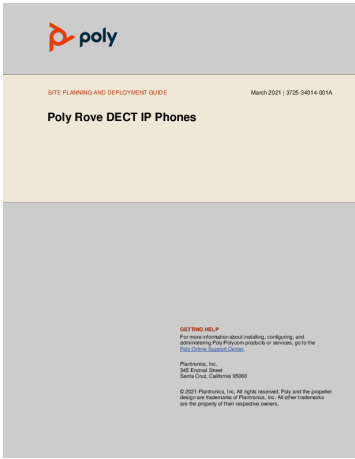 poly
SITE PLANNING AND DEPLOYMENT GUIDE March 2021 | 3725-34014-001A
Poly Rove DECT IP Phones
GETTING HELP
For more information about installing, configuring, and
administering Poly/Polycom products or services, go to the
Poly Online Support Center.
Plantronics, Inc.
345 Encinal Street
Santa Cruz, California 95060
© 2021 Plantronics, Inc. All rights reserved. Poly and the propeller
design are trademarks of Plantronics, Inc. All other trademarks
are the property of their respective owners.